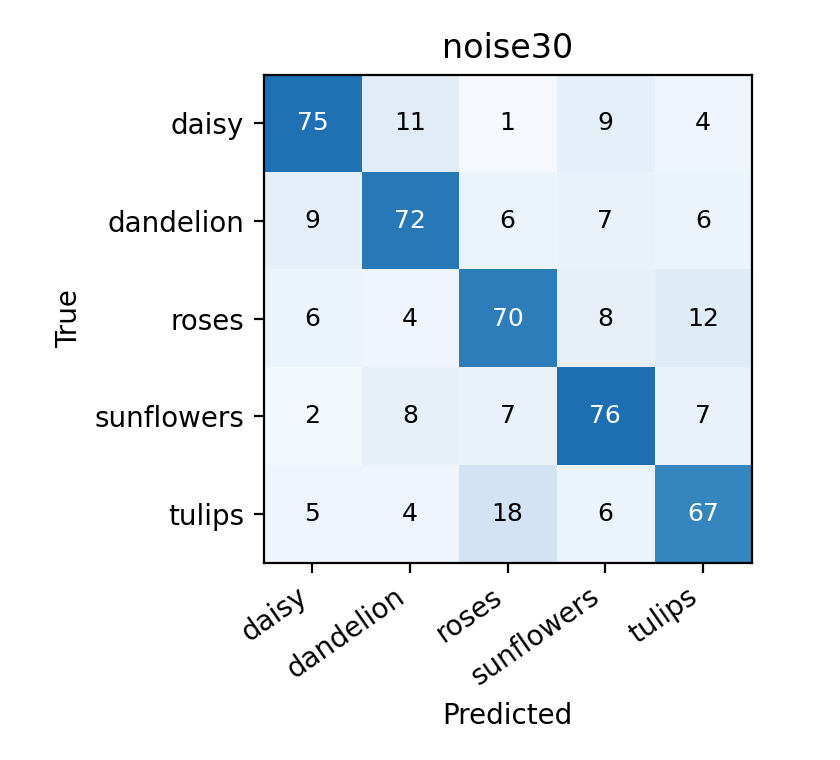 noise30
daisy 75 11 1 9 4
dandelion 9 72 6 7 6
roses 6 4 70 8 12
sunflowers 2 8 7 76 7
tulips 5 4 18 6 67
True
daisy dandelion roses sunflowers tulips
Predicted